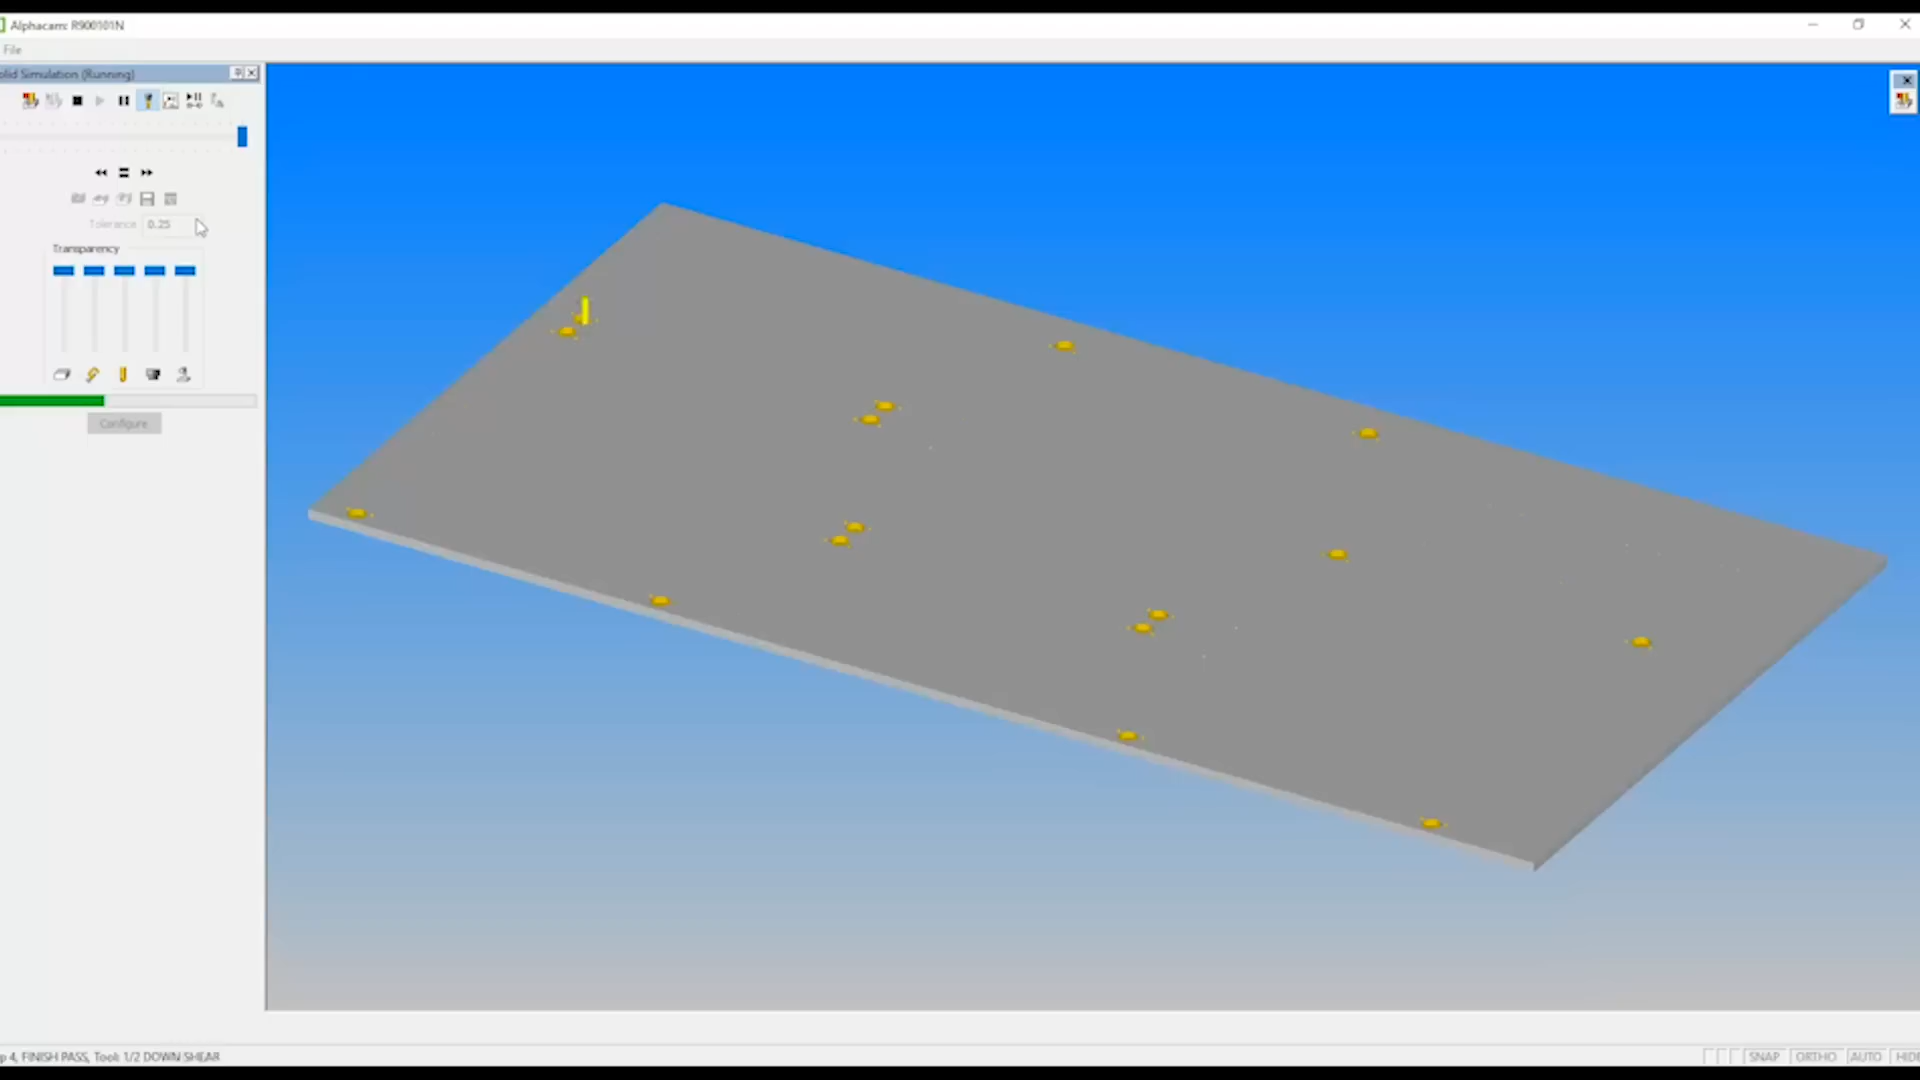 Alphacam: R900101N
File
olid Simulation (Running)
Tolerance 0.25
Transparency
Configure
p 4, FINISH PASS, Tool: 1/2 DOWN SHEAR
SNAP ORTHO AUTO HIDE